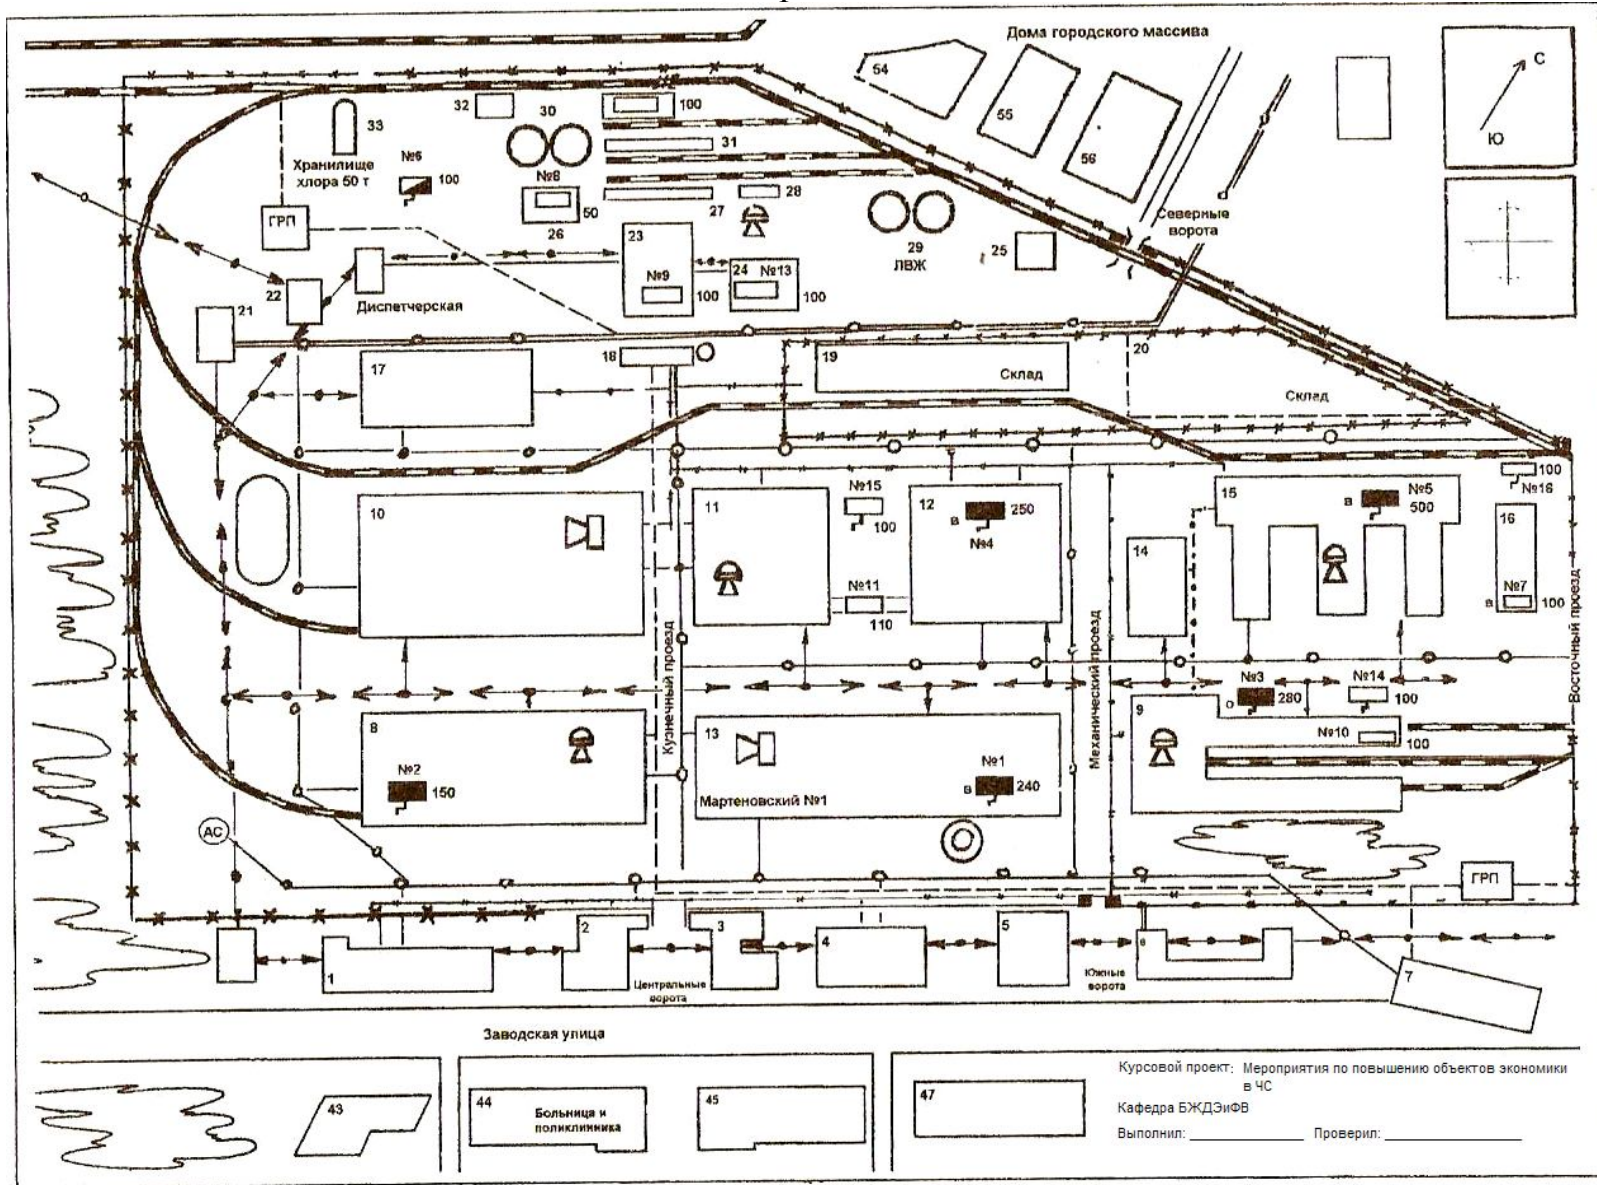 Дома городского массива
54
55
56
С
Ю
32
30
100
33
31
Хранилище
хлора 50 т
№6
100
№8
50
28
27
26
ГРП
23
29
ЛВЖ
25
Северные
ворота
№9
100
24
№13
100
22
Диспетчерская
21
17
18
19
Склад
20
Склад
10
11
№15
100
12
в
250
№4
15
№5
в
500
100
№16
16
14
№11
110
№7
в
100
Кузнечный проезд
Механический проезд
Восточный проезд
8
№2
150
13
Мартеновский №1
№1
в
240
9
№3
о
280
№14
100
№10
100
АС
ГРП
1
2
3
4
5
6
7
Центральные
ворота
Южные
ворота
Заводская улица
43
44
Больница и
поликлинника
45
47
Курсовой проект: Мероприятия по повышению объектов экономики
в ЧС
Кафедра БЖДЭиФВ
Выполнил: ________________ Проверил: ___________________